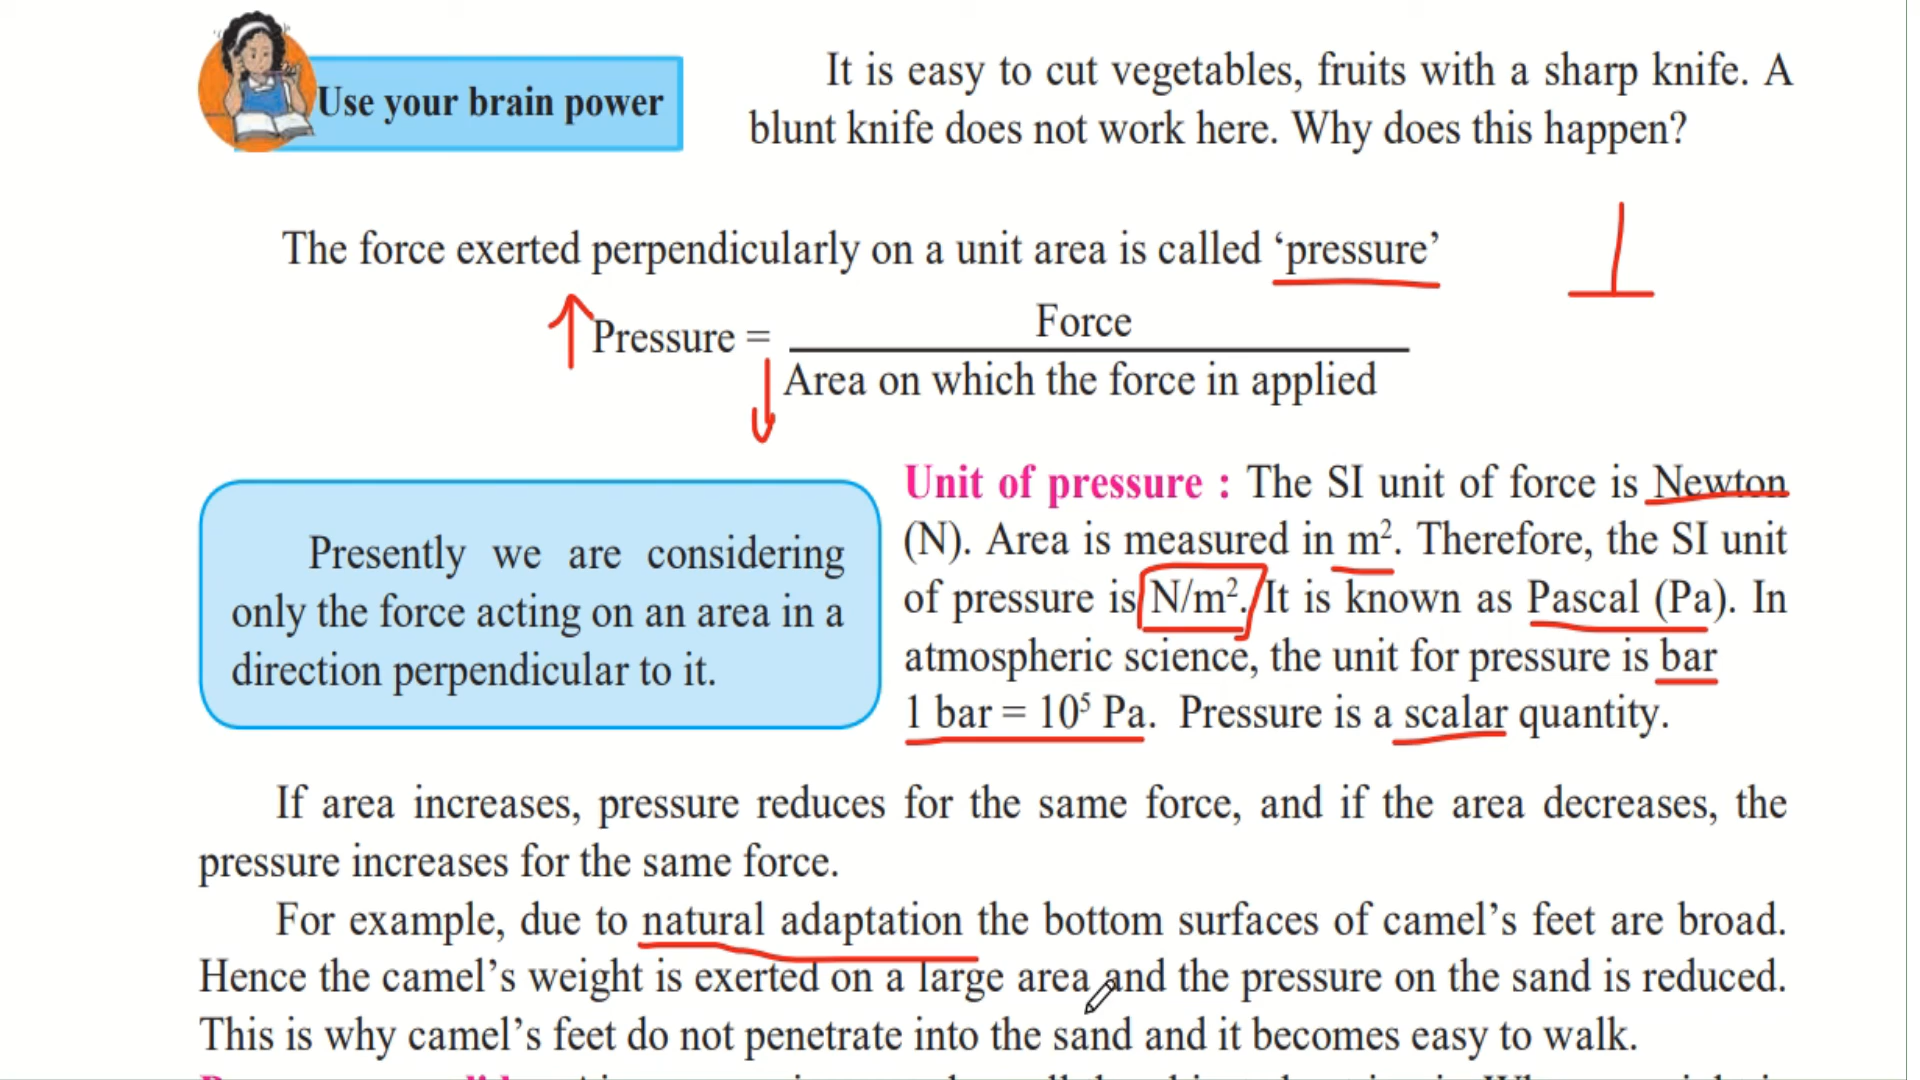 Use your brain power
It is easy to cut vegetables, fruits with a sharp knife. A
blunt knife does not work here. Why does this happen?
The force exerted perpendicularly on a unit area is called ‘pressure’
Pressure = Force
Area on which the force in applied
Presently we are considering
only the force acting on an area in a
direction perpendicular to it.
Unit of pressure : The SI unit of force is Newton
(N). Area is measured in m². Therefore, the SI unit
of pressure is N/m². It is known as Pascal (Pa). In
atmospheric science, the unit for pressure is bar
1 bar = 10⁵ Pa. Pressure is a scalar quantity.
If area increases, pressure reduces for the same force, and if the area decreases, the
pressure increases for the same force.
For example, due to natural adaptation the bottom surfaces of camel’s feet are broad.
Hence the camel’s weight is exerted on a large area and the pressure on the sand is reduced.
This is why camel’s feet do not penetrate into the sand and it becomes easy to walk.